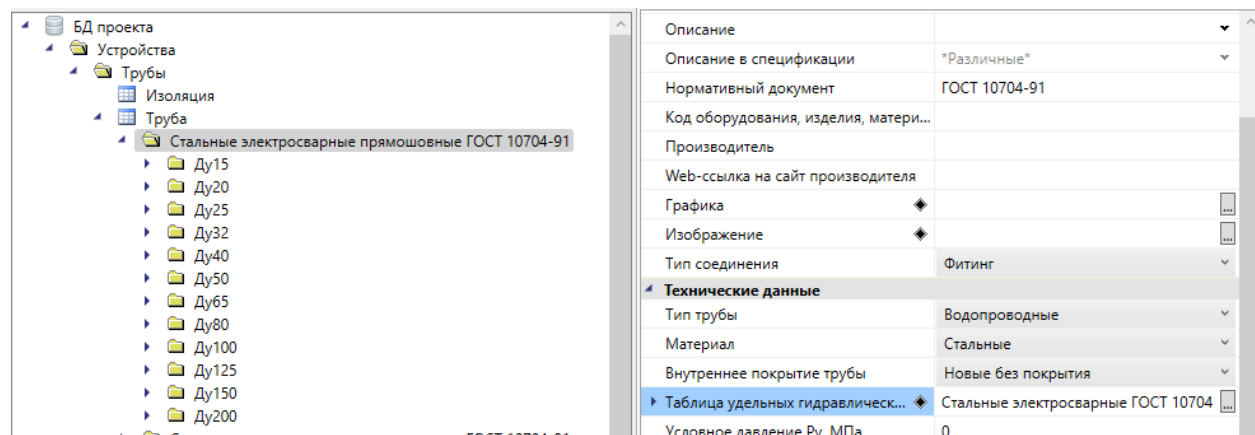 БД проекта
Устройства
Трубы
Изоляция
Труба
Стальные электросварные прямошовные ГОСТ 10704-91
Ду15
Ду20
Ду25
Ду32
Ду40
Ду50
Ду65
Ду80
Ду100
Ду125
Ду150
Ду200
ГОСТ 10704-91
Описание
Описание в спецификации *Различные*
Нормативный документ ГОСТ 10704-91
Код оборудования, изделия, матери...
Производитель
Web-ссылка на сайт производителя
Графика ...
Изображение ...
Тип соединения Фитинг
Технические данные
Тип трубы Водопроводные
Материал Стальные
Внутреннее покрытие трубы Новые без покрытия
Таблица удельных гидравлическ... Стальные электросварные ГОСТ 10704 ...
Условное давление Ру, МПа 0